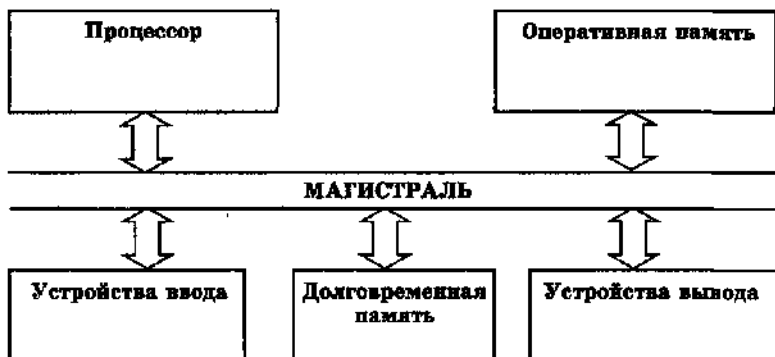 Процессор
Оперативная память
МАГИСТРАЛЬ
Устройства ввода
Долговременная
память
Устройства вывода